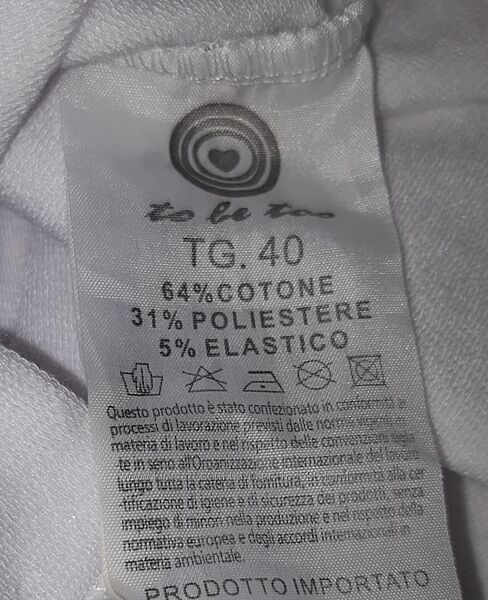 to be too
TG. 40
64%COTONE
31% POLIESTERE
5% ELASTICO
Questo prodotto è stato confezionato in conformità ai
processi di lavorazione previsti dalle norme vigenti in
materia di lavoro e nel rispetto delle convenzioni stipula
te in seno all'Organizzazione internazionale del lavoro
lungo tutta la catena di fornitura, in conformità alla cer
tificazione di igiene e di sicurezza dei prodotti, senza
impiego di minori nella produzione e nel rispetto della
normativa europea e degli accordi internazionali in
materia ambientale.
PRODOTTO IMPORTATO